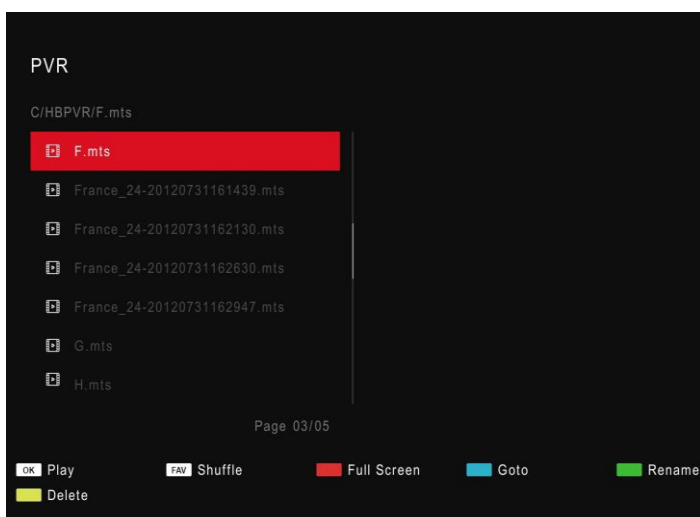 PVR
C/HBPVR/F.mts
F.mts
France_24-20120731161439.mts
France_24-20120731162130.mts
France_24-20120731162630.mts
France_24-20120731162947.mts
G.mts
H.mts
Page 03/05
OK Play FAV Shuffle Full Screen Goto Rename
Delete